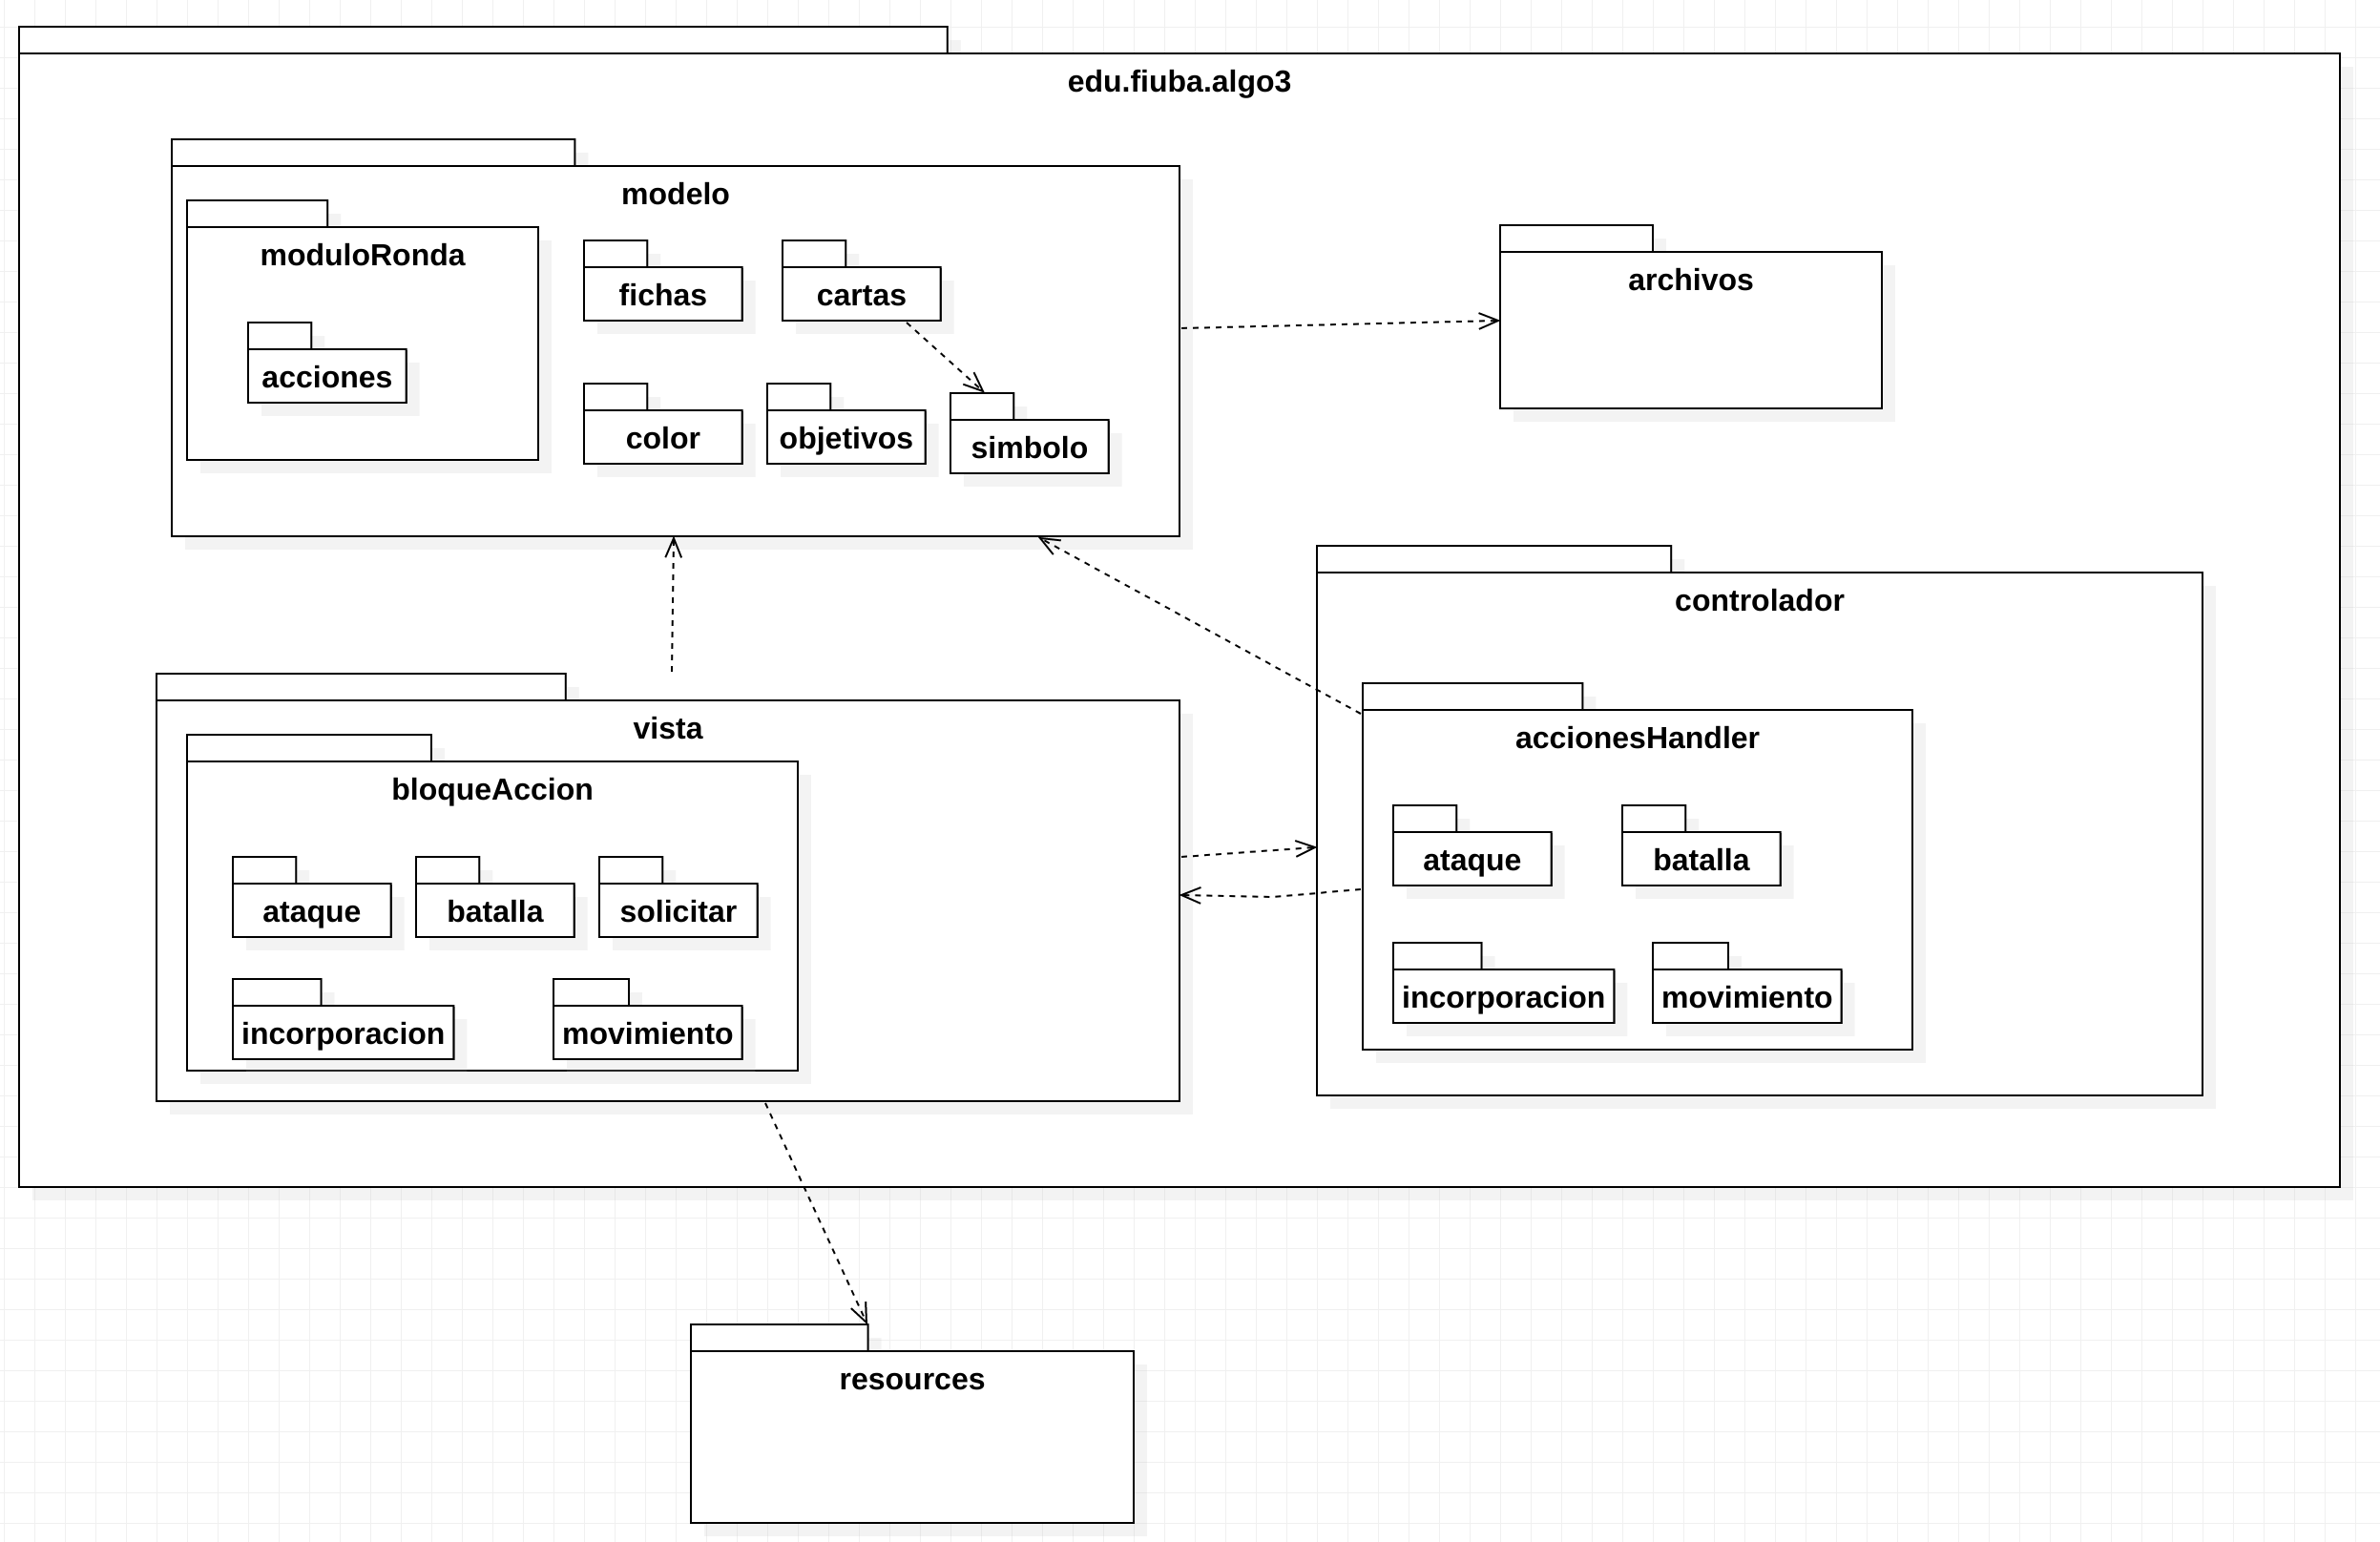 edu.fiuba.algo3
modelo
moduloRonda
acciones
fichas
cartas
color
objetivos
simbolo
archivos
vista
bloqueAccion
ataque
batalla
solicitar
incorporacion
movimiento
controlador
accionesHandler
ataque
batalla
incorporacion
movimiento
resources